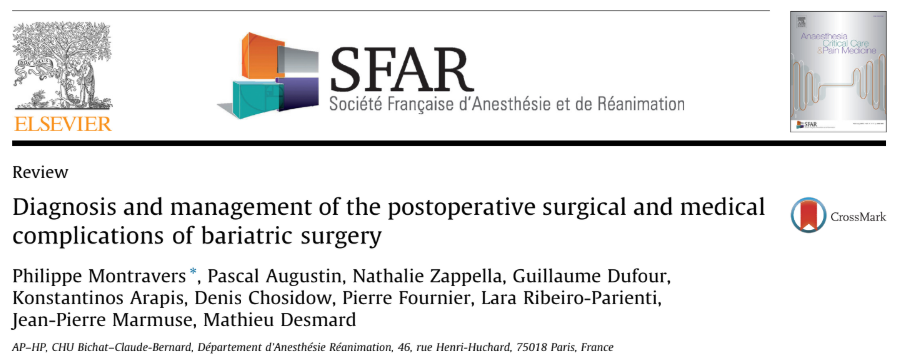 ELSEVIER
SFAR
Société Française d'Anesthésie et de Réanimation
Anaesthesia
Critical Care
& Pain Medicine
SFAR
Review
CrossMark
Diagnosis and management of the postoperative surgical and medical
complications of bariatric surgery
Philippe Montravers *, Pascal Augustin, Nathalie Zappella, Guillaume Dufour,
Konstantinos Arapis, Denis Chosidow, Pierre Fournier, Lara Ribeiro-Parienti,
Jean-Pierre Marmuse, Mathieu Desmard
AP–HP, CHU Bichat–Claude-Bernard, Département d'Anesthésie Réanimation, 46, rue Henri-Huchard, 75018 Paris, France